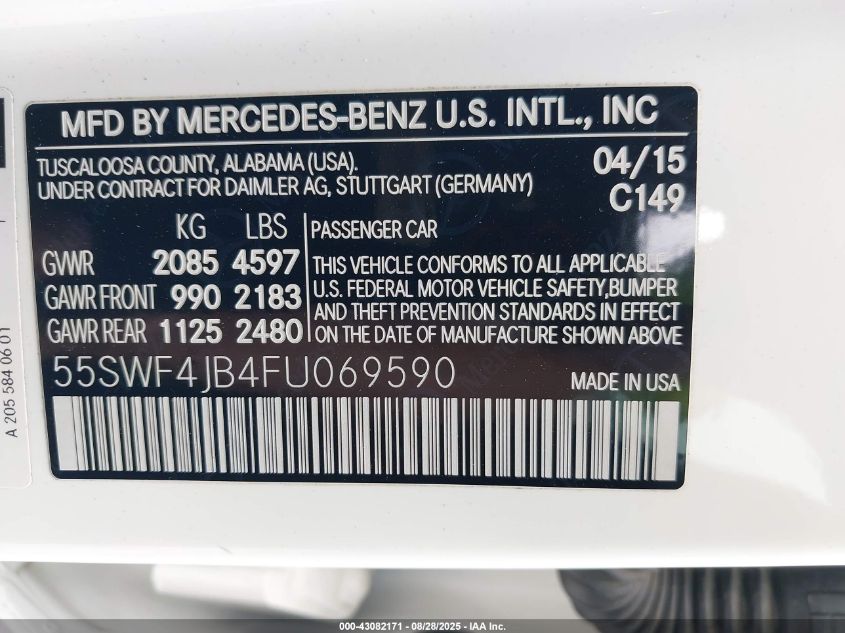 MFD BY MERCEDES-BENZ U.S. INTL., INC
TUSCALOOSA COUNTY, ALABAMA (USA).
UNDER CONTRACT FOR DAIMLER AG, STUTTGART (GERMANY)
04/15
C149
KG LBS
GVWR 2085 4597
GAWR FRONT 990 2183
GAWR REAR 1125 2480
PASSENGER CAR
THIS VEHICLE CONFORMS TO ALL APPLICABLE
U.S. FEDERAL MOTOR VEHICLE SAFETY,BUMPER
AND THEFT PREVENTION STANDARDS IN EFFECT
ON THE DATE OF MANUFACTURE SHOWN ABOVE
55SWF4JB4FU069590
MADE IN USA
A 205 584 06 01
000-43082171 - 08/28/2025 - IAA Inc.